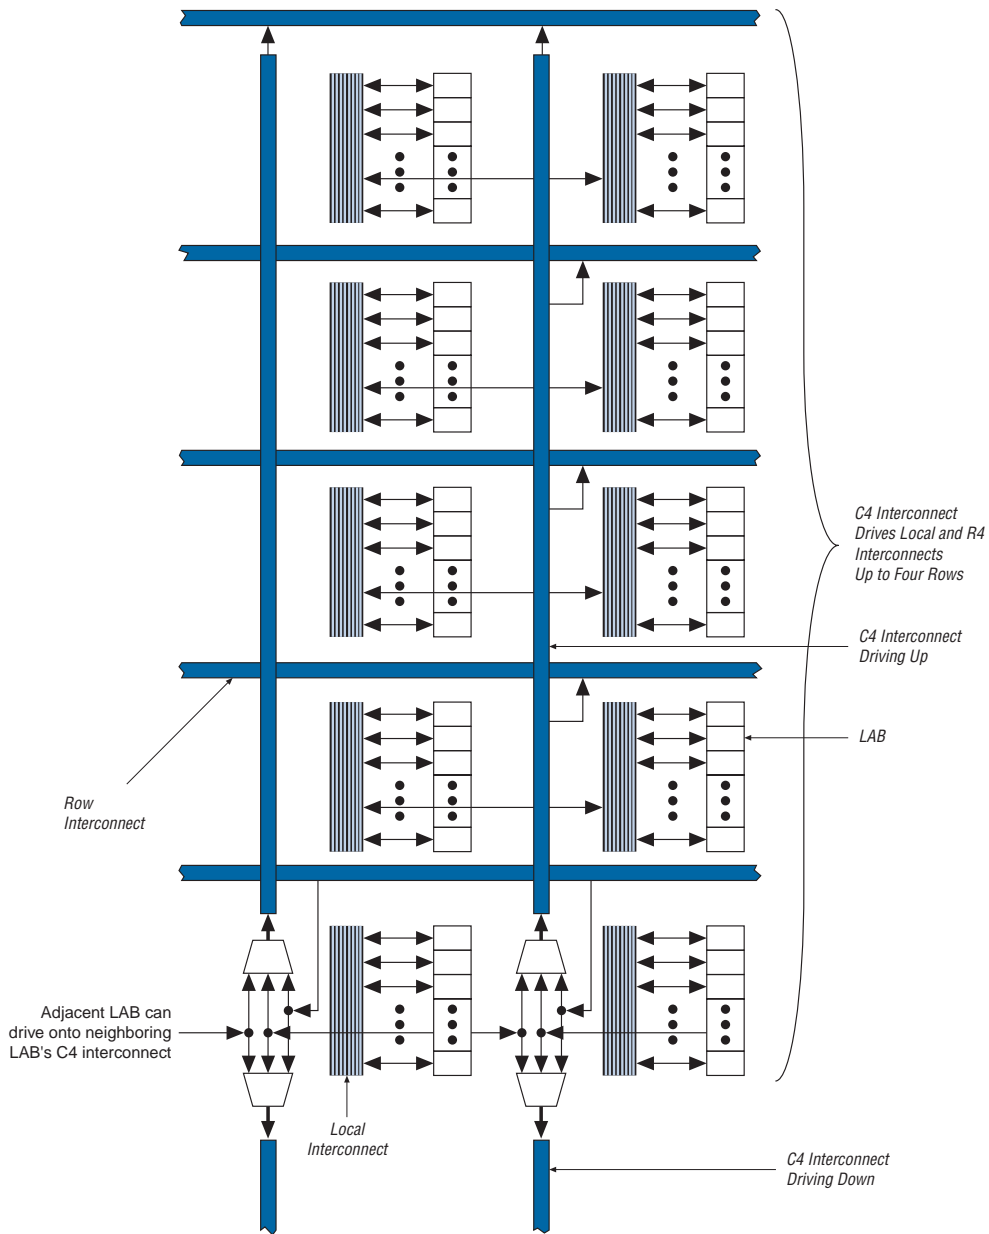 C4 Interconnect
Drives Local and R4
Interconnects
Up to Four Rows
C4 Interconnect
Driving Up
LAB
Row
Interconnect
Adjacent LAB can
drive onto neighboring
LAB's C4 interconnect
Local
Interconnect
C4 Interconnect
Driving Down